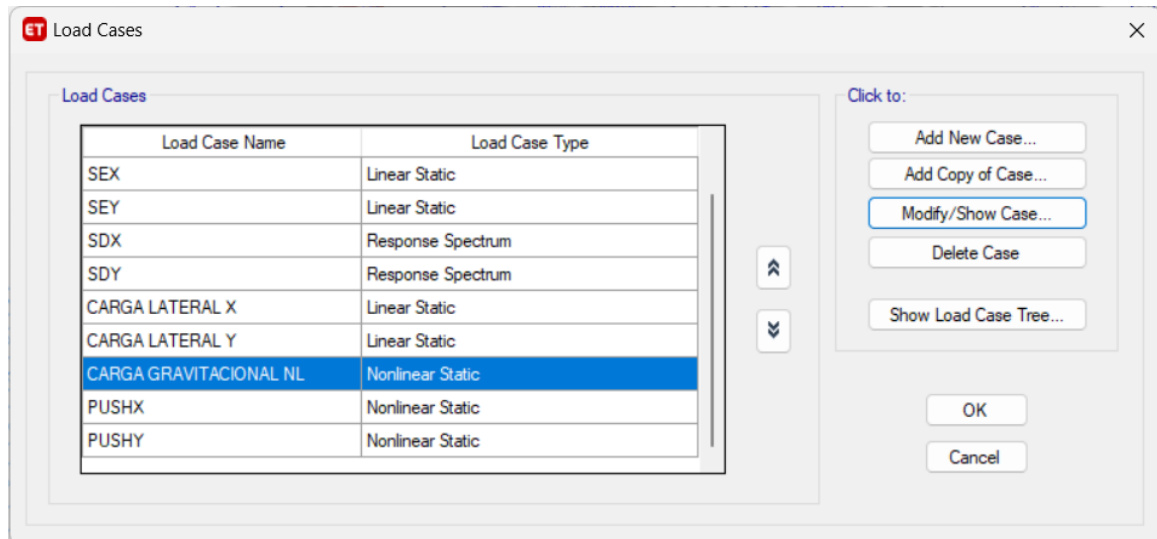 ET Load Cases
Load Cases
Click to:
Load Case Name Load Case Type
SEX Linear Static
SEY Linear Static
SDX Response Spectrum
SDY Response Spectrum
CARGA LATERAL X Linear Static
CARGA LATERAL Y Linear Static
CARGA GRAVITACIONAL NL Nonlinear Static
PUSHX Nonlinear Static
PUSHY Nonlinear Static
Add New Case...
Add Copy of Case...
Modify/Show Case...
Delete Case
Show Load Case Tree...
OK
Cancel